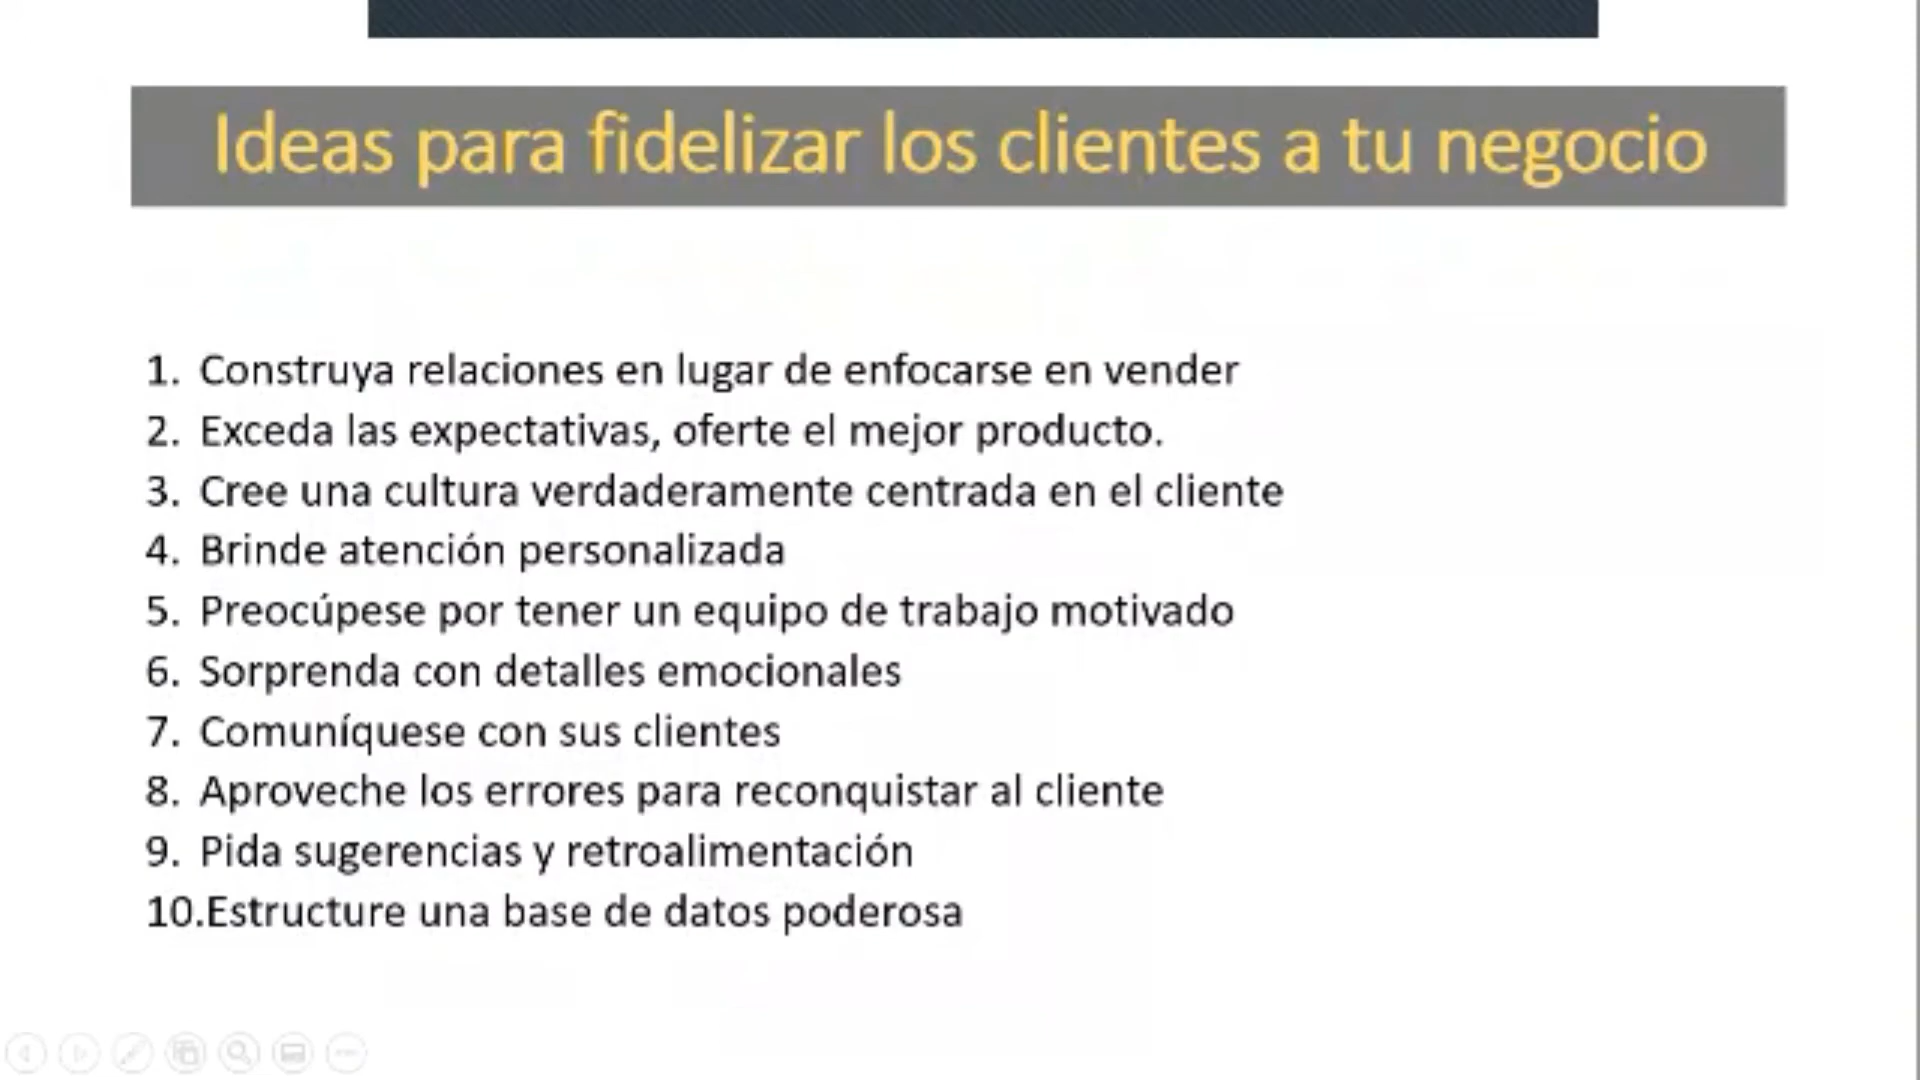 Ideas para fidelizar los clientes a tu negocio
1. Construya relaciones en lugar de enfocarse en vender
2. Exceda las expectativas, oferte el mejor producto.
3. Cree una cultura verdaderamente centrada en el cliente
4. Brinde atención personalizada
5. Preocúpese por tener un equipo de trabajo motivado
6. Sorprenda con detalles emocionales
7. Comuníquese con sus clientes
8. Aproveche los errores para reconquistar al cliente
9. Pida sugerencias y retroalimentación
10.Estructure una base de datos poderosa